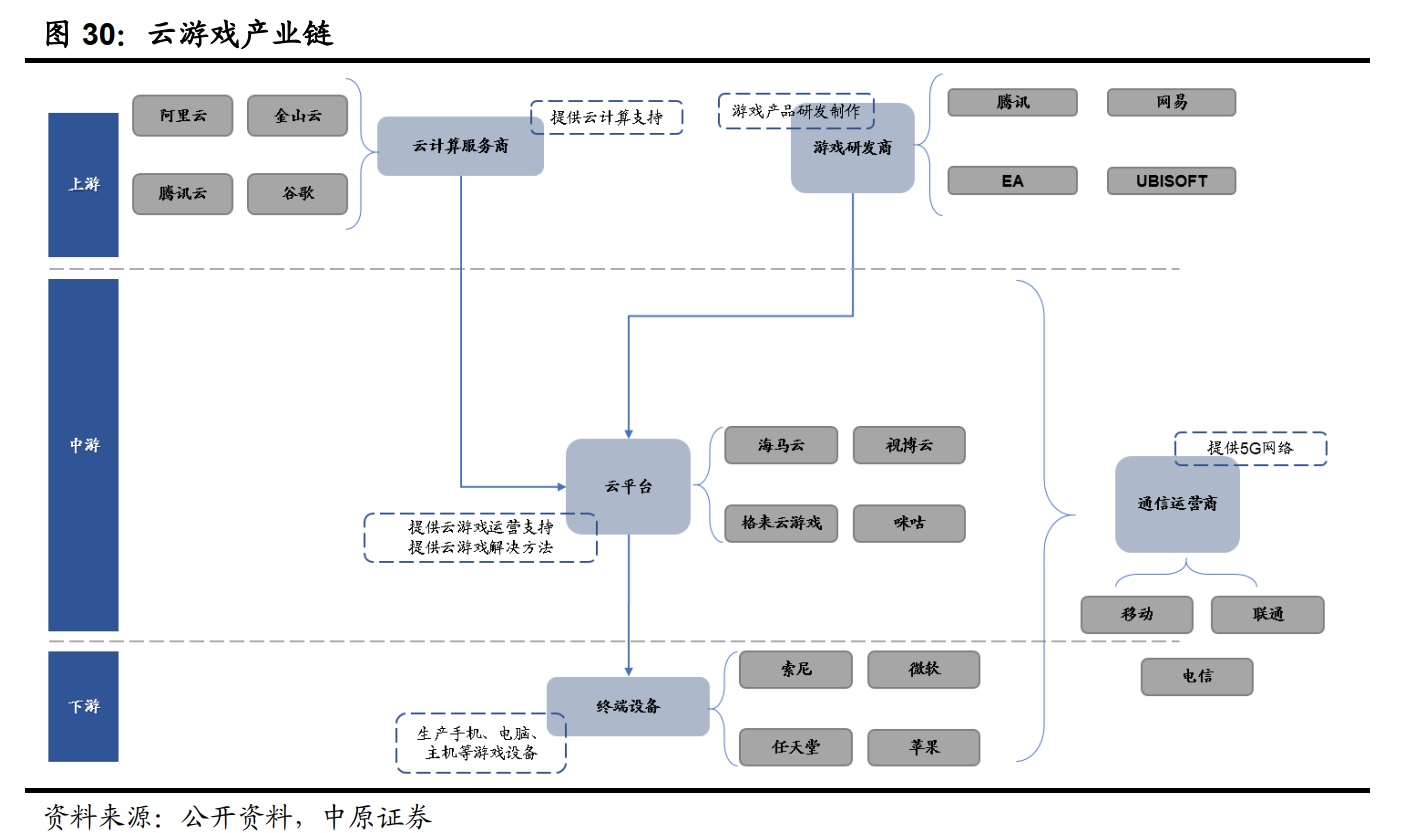 图 30：云游戏产业链
上游
阿里云
金山云
腾讯云
谷歌
云计算服务商
提供云计算支持
游戏产品研发制作
游戏研发商
腾讯
网易
EA
UBISOFT
中游
云平台
提供云游戏运营支持
提供云游戏解决方法
海马云
视博云
格来云游戏
咪咕
提供5G网络
通信运营商
移动
联通
电信
下游
终端设备
生产手机、电脑、
主机等游戏设备
索尼
微软
任天堂
苹果
资料来源：公开资料，中原证券